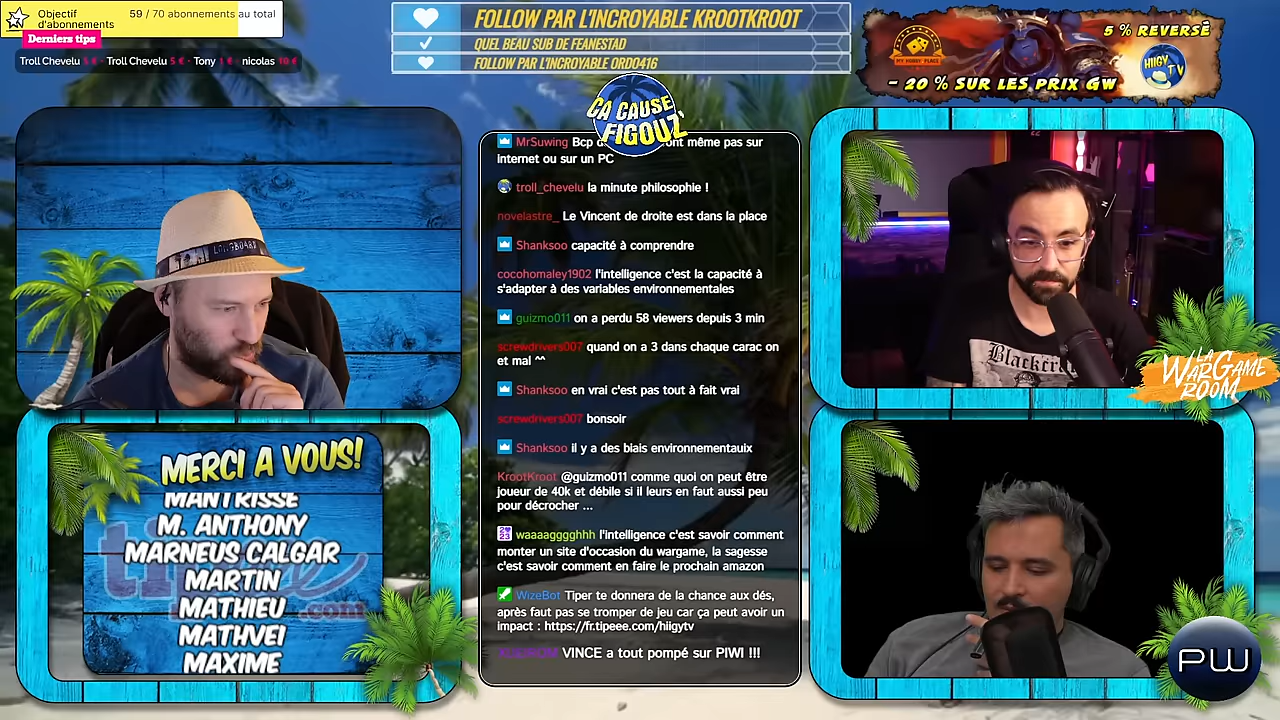 Objectif d'abonnements
59 / 70 abonnements au total
Derniers tips
Troll Chevelu 5 € · Troll Chevelu 5 € · Tony 1 € · nicolas 10 €
FOLLOW PAR L'INCROYABLE KROOTKROOT
QUEL BEAU SUB DE FEANESTAD
FOLLOW PAR L'INCROYABLE ORDO416
MY HOBBY PLACE
5 % REVERSÉ
HIIGY TV
- 20 % SUR LES PRIX GW
ÇA CAUSE
FIGOUZ'
MrSuwing Bcp ont même pas sur
internet ou sur un PC
troll_chevelu la minute philosophie !
novelastre_ Le Vincent de droite est dans la place
Shanksoo capacité à comprendre
cocohomaley1902 l'intelligence c'est la capacité à
s'adapter à des variables environnementales
guizmo011 on a perdu 58 viewers depuis 3 min
screwdrivers007 quand on a 3 dans chaque carac on
et mal ^^
Shanksoo en vrai c'est pas tout à fait vrai
screwdrivers007 bonsoir
Shanksoo il y a des biais environnementauix
KrootKroot @guizmo011 comme quoi on peut être
joueur de 40k et débile si il leurs en faut aussi peu
pour décrocher ...
waaaagggghhh l'intelligence c'est savoir comment
monter un site d'occasion du wargame, la sagesse
c'est savoir comment en faire le prochain amazon
WizeBot Tiper te donnera de la chance aux dés,
après faut pas se tromper de jeu car ça peut avoir un
impact : https://fr.tipeee.com/hiigytv
VINCE a tout pompé sur PIWI !!!
LA
WARGAME
ROOM
MERCI A VOUS!
MANTRISSE
M. ANTHONY
MARNEUS CALGAR
MARTIN
MATHIEU
MATHVEI
MAXIME
PW